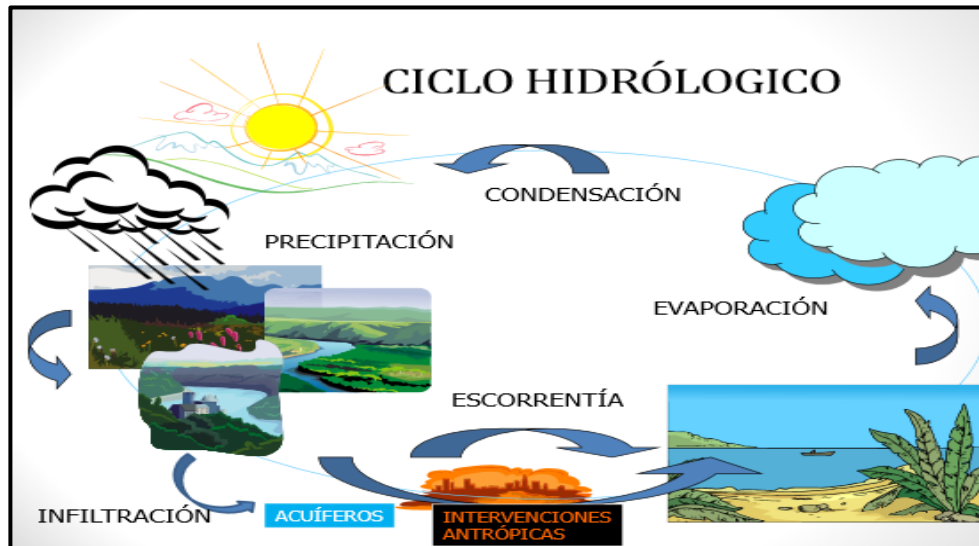 CICLO HIDRÓLOGICO
CONDENSACIÓN
PRECIPITACIÓN
EVAPORACIÓN
ESCORRENTÍA
INFILTRACIÓN
ACUÍFEROS
INTERVENCIONES
ANTRÓPICAS